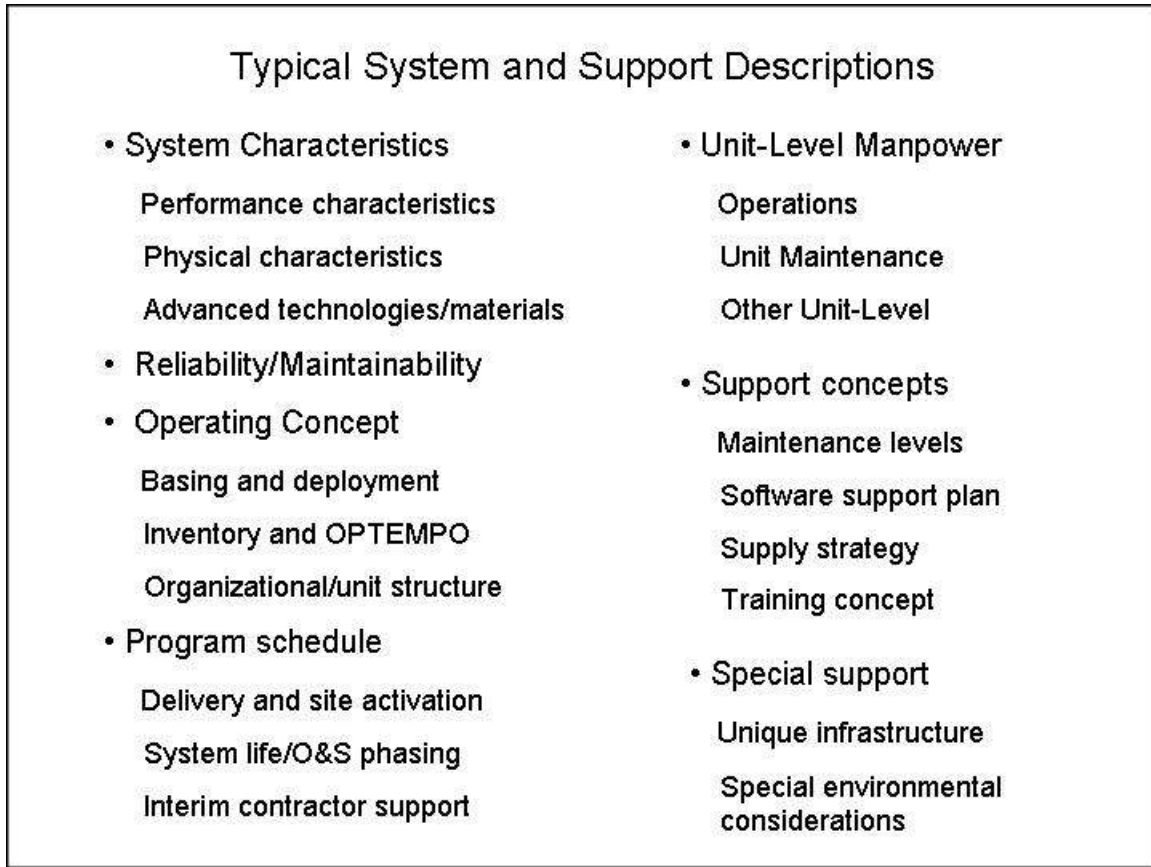 Typical System and Support Descriptions
• System Characteristics
Performance characteristics
Physical characteristics
Advanced technologies/materials
• Reliability/Maintainability
• Operating Concept
Basing and deployment
Inventory and OPTEMPO
Organizational/unit structure
• Program schedule
Delivery and site activation
System life/O&S phasing
Interim contractor support
• Unit-Level Manpower
Operations
Unit Maintenance
Other Unit-Level
• Support concepts
Maintenance levels
Software support plan
Supply strategy
Training concept
• Special support
Unique infrastructure
Special environmental
considerations